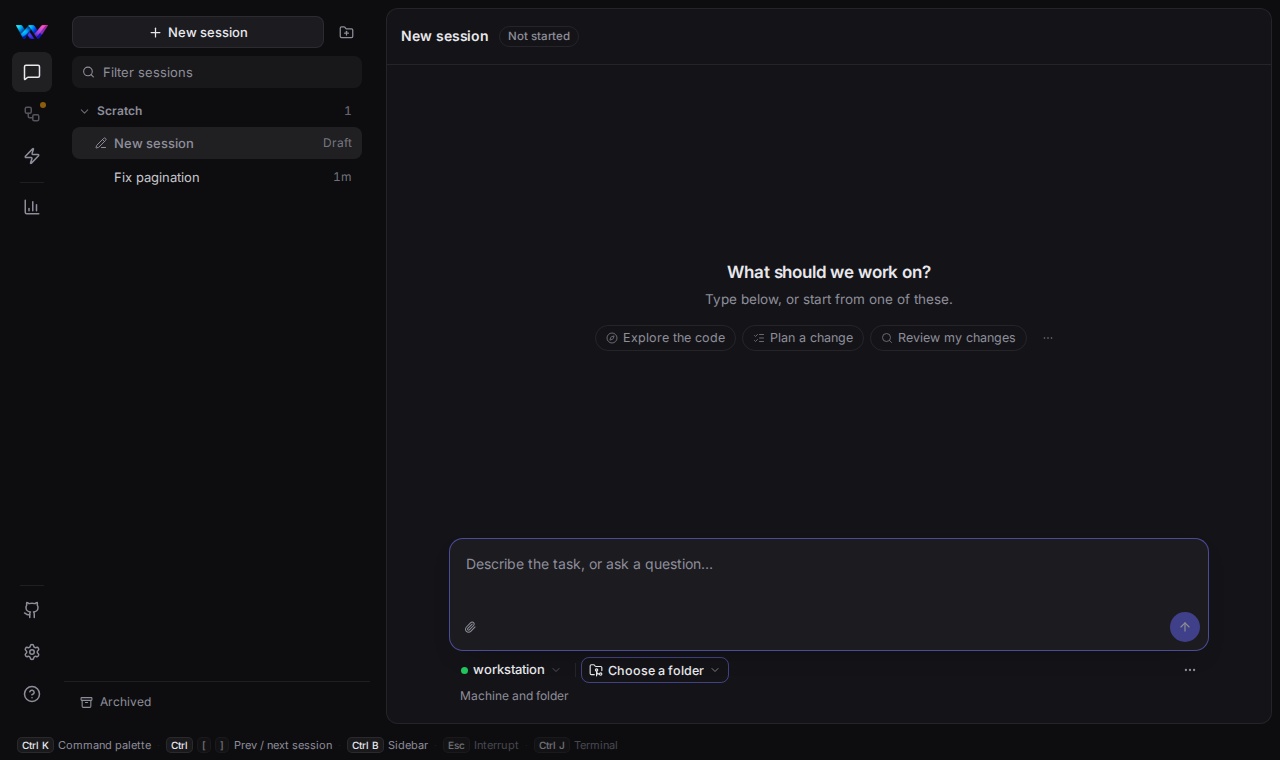 New session
Filter sessions
Scratch 1
New session Draft
Fix pagination 1m
Archived
New session Not started
What should we work on?
Type below, or start from one of these.
Explore the code Plan a change Review my changes
Describe the task, or ask a question...
workstation Choose a folder
Machine and folder
Ctrl K Command palette Ctrl [ ] Prev / next session Ctrl B Sidebar Esc Interrupt Ctrl J Terminal